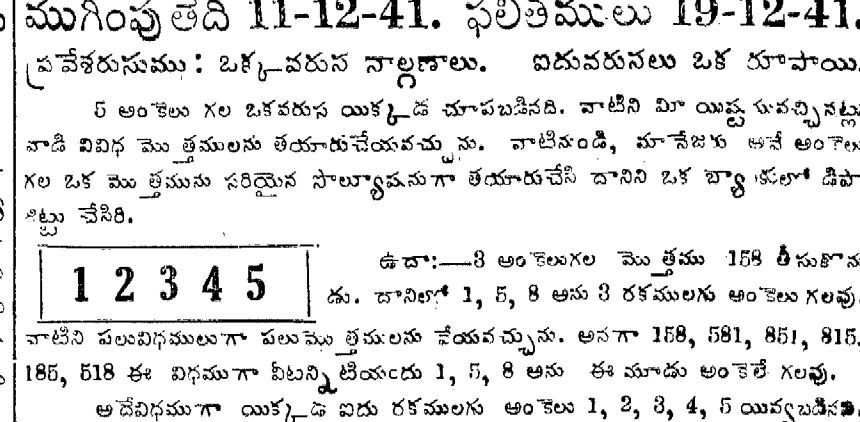 ముగింపు తేది 11-12-41. ఫలితములు 19-12-41.
ప్రవేశరుసుము : ఒక్కవరుస నాల్గణాలు. ఐదువరుసలు ఒక రూపాయి.
5 అంకెలు గల ఒకవరుస యిక్కడ చూపబడినది. వాటిని మీ యిష్టమువచ్చినట్లు
వాడి వివిధ మొత్తములను తయారుచేయవచ్చును. వాటినుండి, మానేజరు అనే అంకెలు
గల ఒక మొత్తమును సరియైన సొల్యూషనుగా తయారుచేసి దానిని ఒక బ్యాంకులో డిపా
జిట్టు చేసిరి.
1 2 3 4 5
ఉదా:—3 అంకెలుగల మొత్తము 158 తీసుకొన
డు. దానిలో 1, 5, 8 అను 3 రకములగు అంకెలు గలవు.
వాటిని పలువిధములుగా పలు మొత్తములను చేయవచ్చును. అనగా 158, 581, 851, 815,
185, 518 ఈ విధముగా వీటన్నిటియందు 1, 5, 8 అను ఈ మూడు అంకెలే గలవు.
అదేవిధముగా యిక్కడ ఐదు రకములగు అంకెలు 1, 2, 3, 4, 5 యివ్వబడినవి.